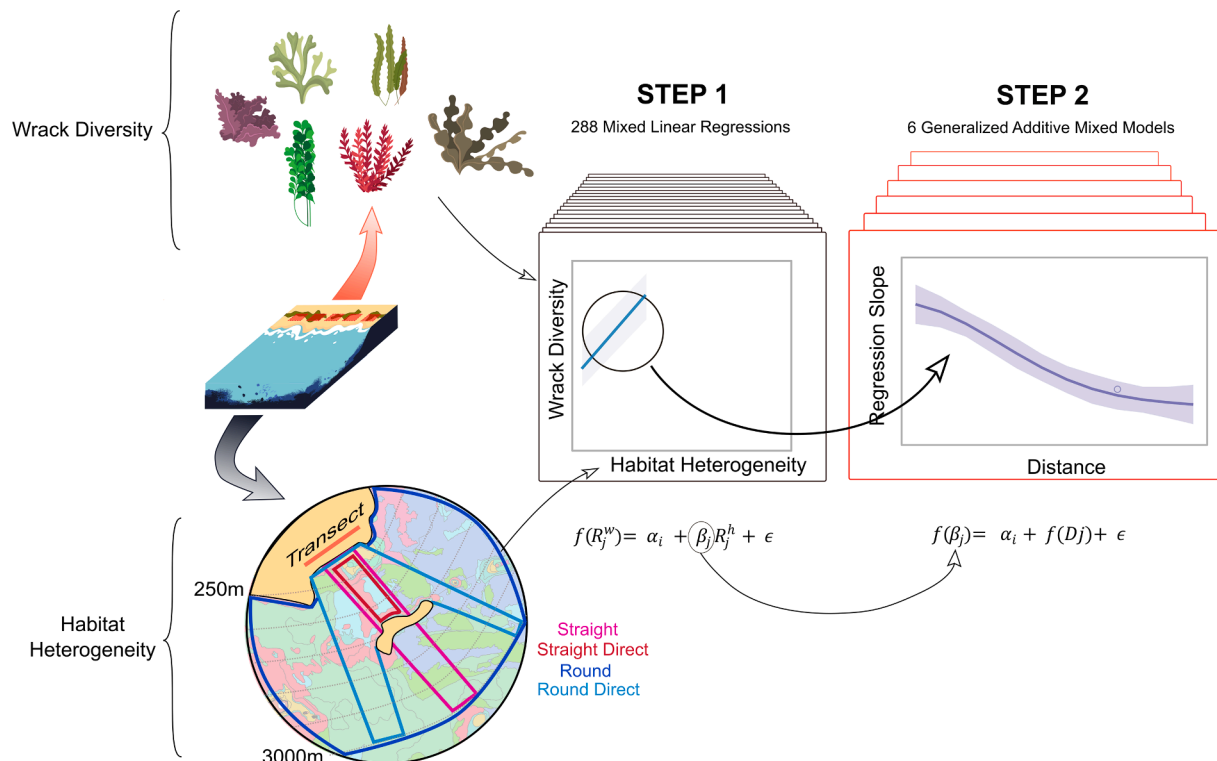 Wrack Diversity
STEP 1
288 Mixed Linear Regressions
STEP 2
6 Generalized Additive Mixed Models
Wrack Diversity
Habitat Heterogeneity
Regression Slope
Distance
f(R_j^w)= α_i + β_j R_j^h + ϵ
f(β_j)= α_i + f(Dj)+ ϵ
Habitat
Heterogeneity
Transect
250m
3000m
Straight
Straight Direct
Round
Round Direct